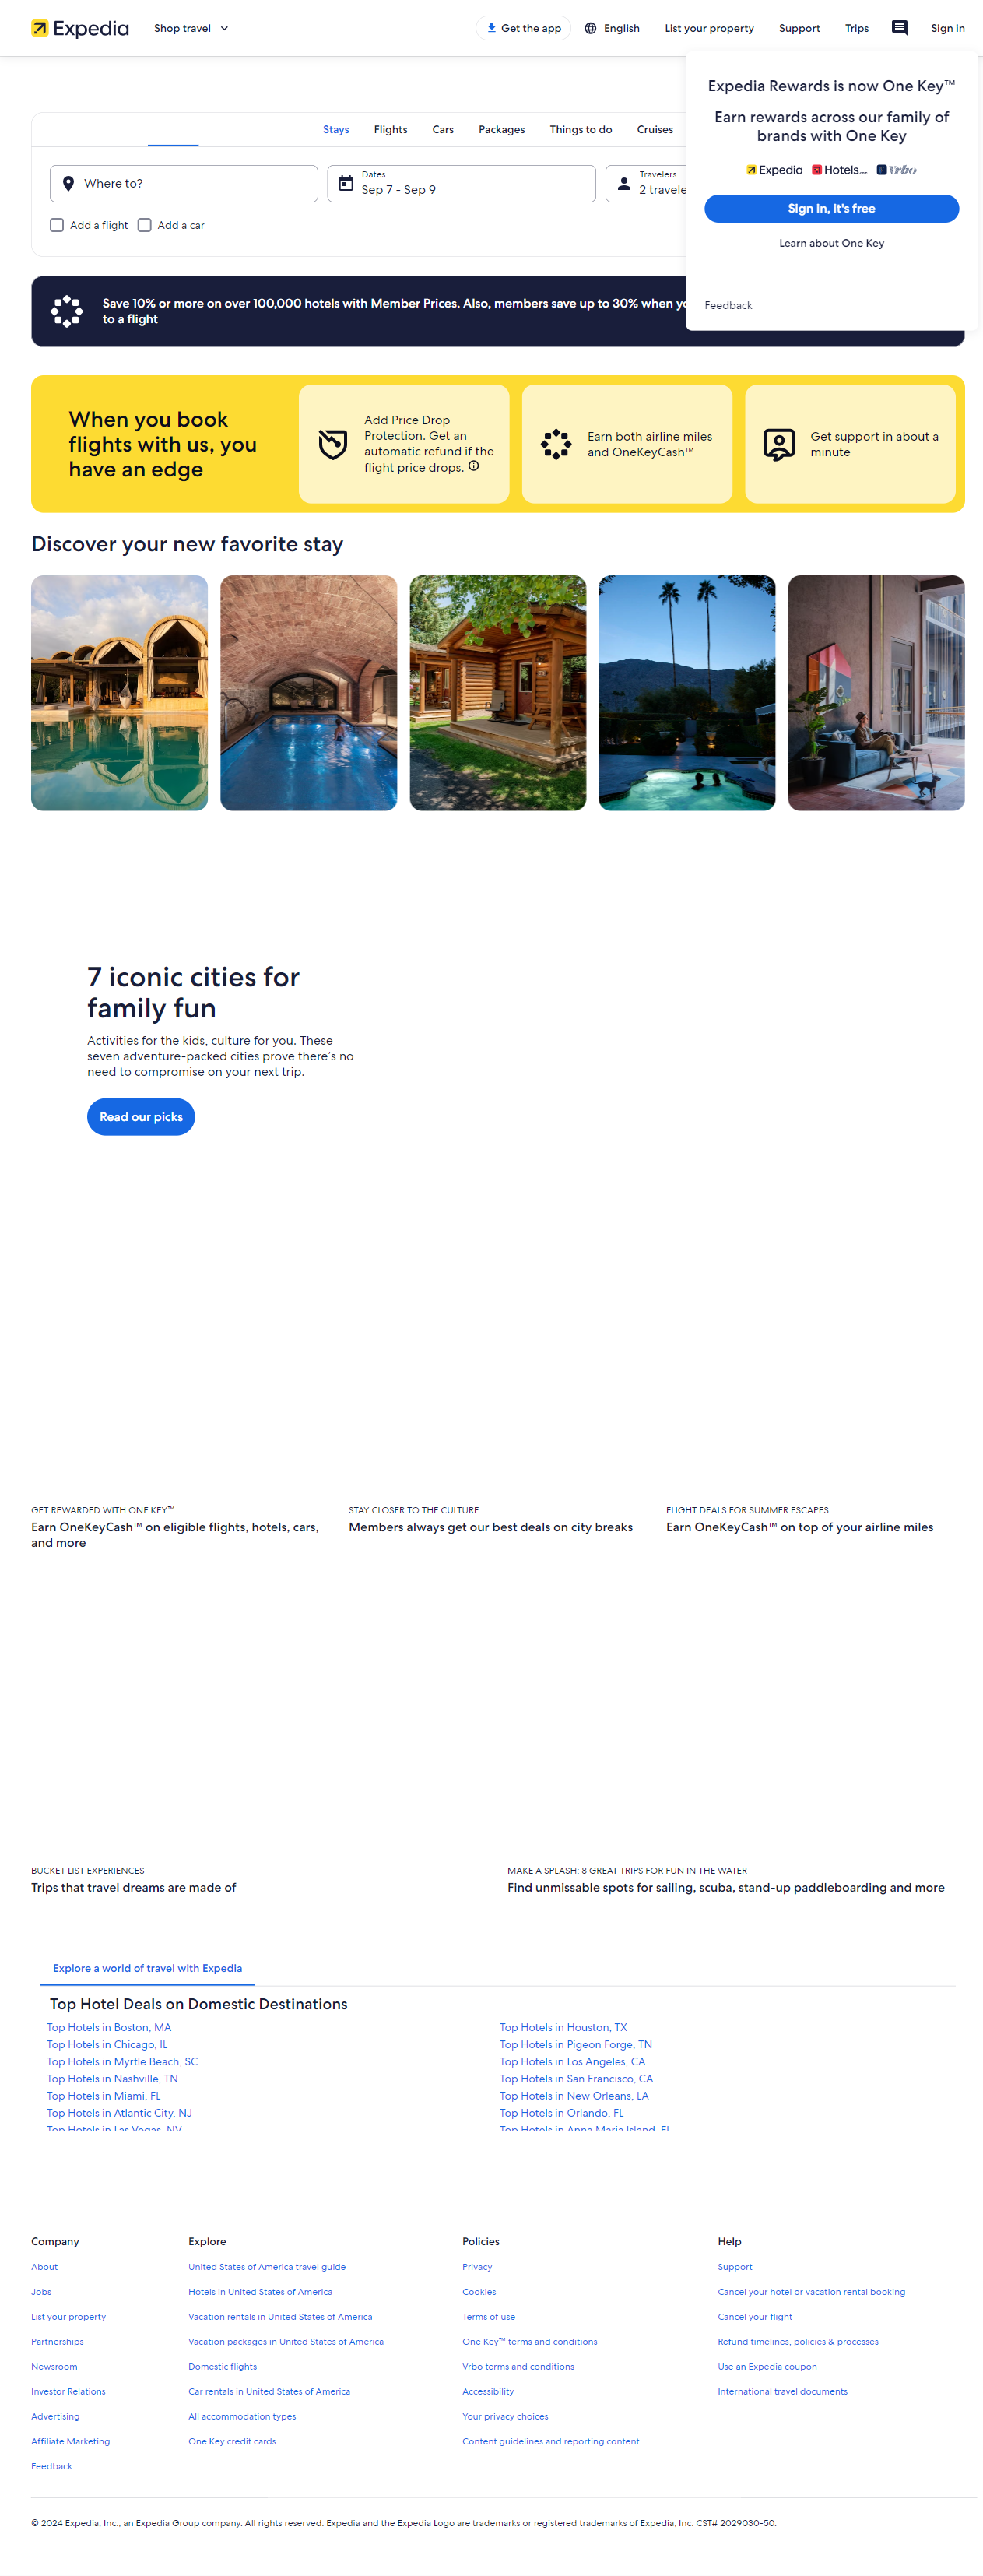 Expedia
Shop travel
Get the app
English
List your property
Support
Trips
Sign in
Expedia Rewards is now One Key™
Earn rewards across our family of
brands with One Key
Expedia
Hotels
Vrbo
Sign in, it's free
Learn about One Key
Feedback
Stays
Flights
Cars
Packages
Things to do
Cruises
Where to?
Dates
Sep 7 - Sep 9
Travelers
2 travele
Add a flight
Add a car
Save 10% or more on over 100,000 hotels with Member Prices. Also, members save up to 30% when yo
to a flight
When you book
flights with us, you
have an edge
Add Price Drop
Protection. Get an
automatic refund if the
flight price drops.
Earn both airline miles
and OneKeyCash™
Get support in about a
minute
Discover your new favorite stay
7 iconic cities for
family fun
Activities for the kids, culture for you. These
seven adventure-packed cities prove there's no
need to compromise on your next trip.
Read our picks
GET REWARDED WITH ONE KEY™
Earn OneKeyCash™ on eligible flights, hotels, cars,
and more
STAY CLOSER TO THE CULTURE
Members always get our best deals on city breaks
FLIGHT DEALS FOR SUMMER ESCAPES
Earn OneKeyCash™ on top of your airline miles
BUCKET LIST EXPERIENCES
Trips that travel dreams are made of
MAKE A SPLASH: 8 GREAT TRIPS FOR FUN IN THE WATER
Find unmissable spots for sailing, scuba, stand-up paddleboarding and more
Explore a world of travel with Expedia
Top Hotel Deals on Domestic Destinations
Top Hotels in Boston, MA
Top Hotels in Chicago, IL
Top Hotels in Myrtle Beach, SC
Top Hotels in Nashville, TN
Top Hotels in Miami, FL
Top Hotels in Atlantic City, NJ
Top Hotels in Las Vegas, NV
Top Hotels in Houston, TX
Top Hotels in Pigeon Forge, TN
Top Hotels in Los Angeles, CA
Top Hotels in San Francisco, CA
Top Hotels in New Orleans, LA
Top Hotels in Orlando, FL
Top Hotels in Anna Maria Island, FL
Company
About
Jobs
List your property
Partnerships
Newsroom
Investor Relations
Advertising
Affiliate Marketing
Feedback
Explore
United States of America travel guide
Hotels in United States of America
Vacation rentals in United States of America
Vacation packages in United States of America
Domestic flights
Car rentals in United States of America
All accommodation types
One Key credit cards
Policies
Privacy
Cookies
Terms of use
One Key™ terms and conditions
Vrbo terms and conditions
Accessibility
Your privacy choices
Content guidelines and reporting content
Help
Support
Cancel your hotel or vacation rental booking
Cancel your flight
Refund timelines, policies & processes
Use an Expedia coupon
International travel documents
© 2024 Expedia, Inc., an Expedia Group company. All rights reserved. Expedia and the Expedia Logo are trademarks or registered trademarks of Expedia, Inc. CST# 2029030-50.